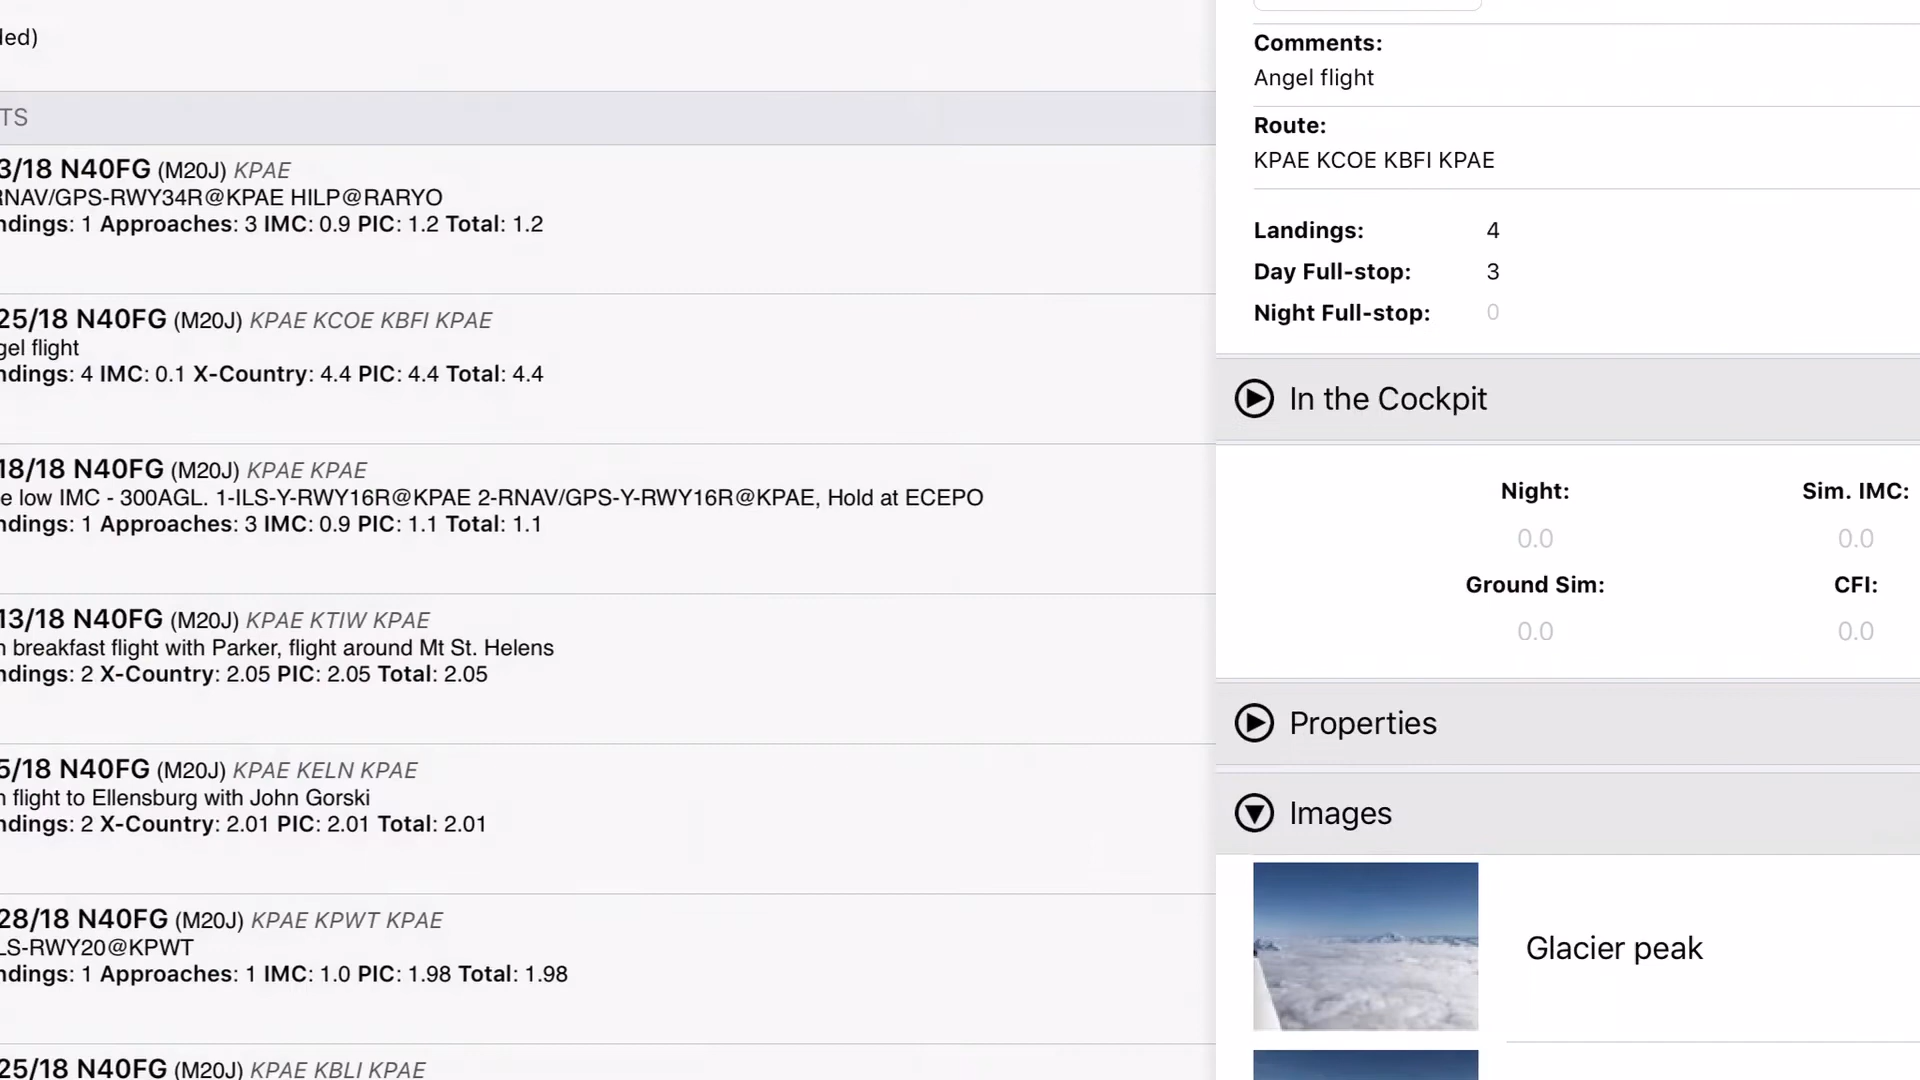 led)
TS
3/18 N40FG (M20J) KPAE
RNAV/GPS-RWY34R@KPAE HILP@RARYO
ndings: 1 Approaches: 3 IMC: 0.9 PIC: 1.2 Total: 1.2
25/18 N40FG (M20J) KPAE KCOE KBFI KPAE
gel flight
ndings: 4 IMC: 0.1 X-Country: 4.4 PIC: 4.4 Total: 4.4
18/18 N40FG (M20J) KPAE KPAE
e low IMC - 300AGL. 1-ILS-Y-RWY16R@KPAE 2-RNAV/GPS-Y-RWY16R@KPAE, Hold at ECEPO
ndings: 1 Approaches: 3 IMC: 0.9 PIC: 1.1 Total: 1.1
13/18 N40FG (M20J) KPAE KTIW KPAE
n breakfast flight with Parker, flight around Mt St. Helens
ndings: 2 X-Country: 2.05 PIC: 2.05 Total: 2.05
5/18 N40FG (M20J) KPAE KELN KPAE
n flight to Ellensburg with John Gorski
ndings: 2 X-Country: 2.01 PIC: 2.01 Total: 2.01
28/18 N40FG (M20J) KPAE KPWT KPAE
LS-RWY20@KPWT
ndings: 1 Approaches: 1 IMC: 1.0 PIC: 1.98 Total: 1.98
25/18 N40FG (M20J) KPAE KBLI KPAE
Comments:
Angel flight
Route:
KPAE KCOE KBFI KPAE
Landings: 4
Day Full-stop: 3
Night Full-stop: 0
In the Cockpit
Night: Sim. IMC:
0.0 0.0
Ground Sim: CFI:
0.0 0.0
Properties
Images
Glacier peak